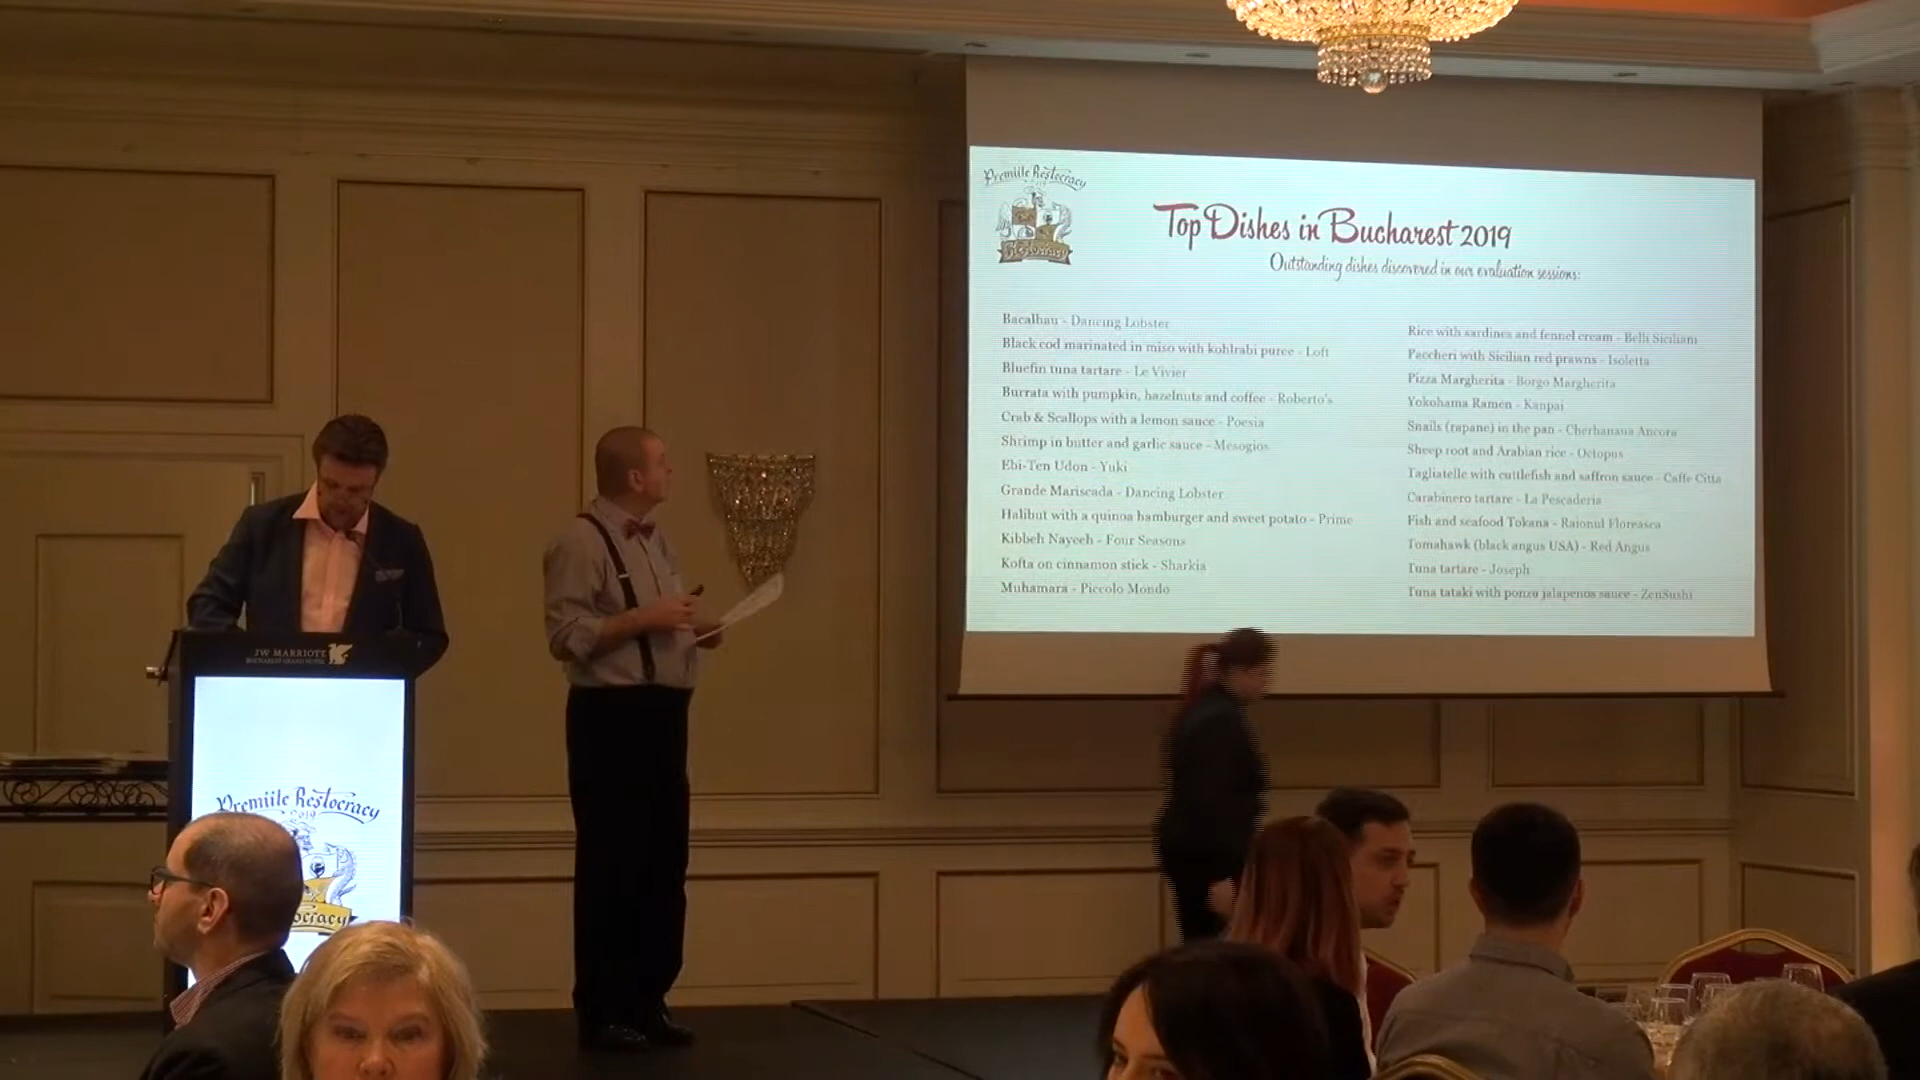 Premiile Restocracy
2019
Restocracy
Top Dishes in Bucharest 2019
Outstanding dishes discovered in our evaluation sessions:
Bacalhau - Dancing Lobster
Black cod marinated in miso with kohlrabi puree - Loft
Bluefin tuna tartare - Le Vivier
Burrata with pumpkin, hazelnuts and coffee - Roberto's
Crab & Scallops with a lemon sauce - Poesia
Shrimp in butter and garlic sauce - Mesogios
Ebi-Ten Udon - Yuki
Grande Mariscada - Dancing Lobster
Halibut with a quinoa hamburger and sweet potato - Prime
Kibbeh Nayeeh - Four Seasons
Kofta on cinnamon stick - Sharkia
Muhamara - Piccolo Mondo
Rice with sardines and fennel cream - Belli Siciliani
Paccheri with Sicilian red prawns - Isoletta
Pizza Margherita - Borgo Margherita
Yokohama Ramen - Kanpai
Snails (rapane) in the pan - Cherhanaua Ancora
Sheep root and Arabian rice - Octopus
Tagliatelle with cuttlefish and saffron sauce - Caffe Citta
Carabinero tartare - La Pescaderia
Fish and seafood Tokana - Raionul Floreasca
Tomahawk (black angus USA) - Red Angus
Tuna tartare - Joseph
Tuna tataki with ponzu jalapenos sauce - ZenSushi
JW MARRIOTT
BUCHAREST GRAND HOTEL
Premiile Restocracy
2019
ocracy